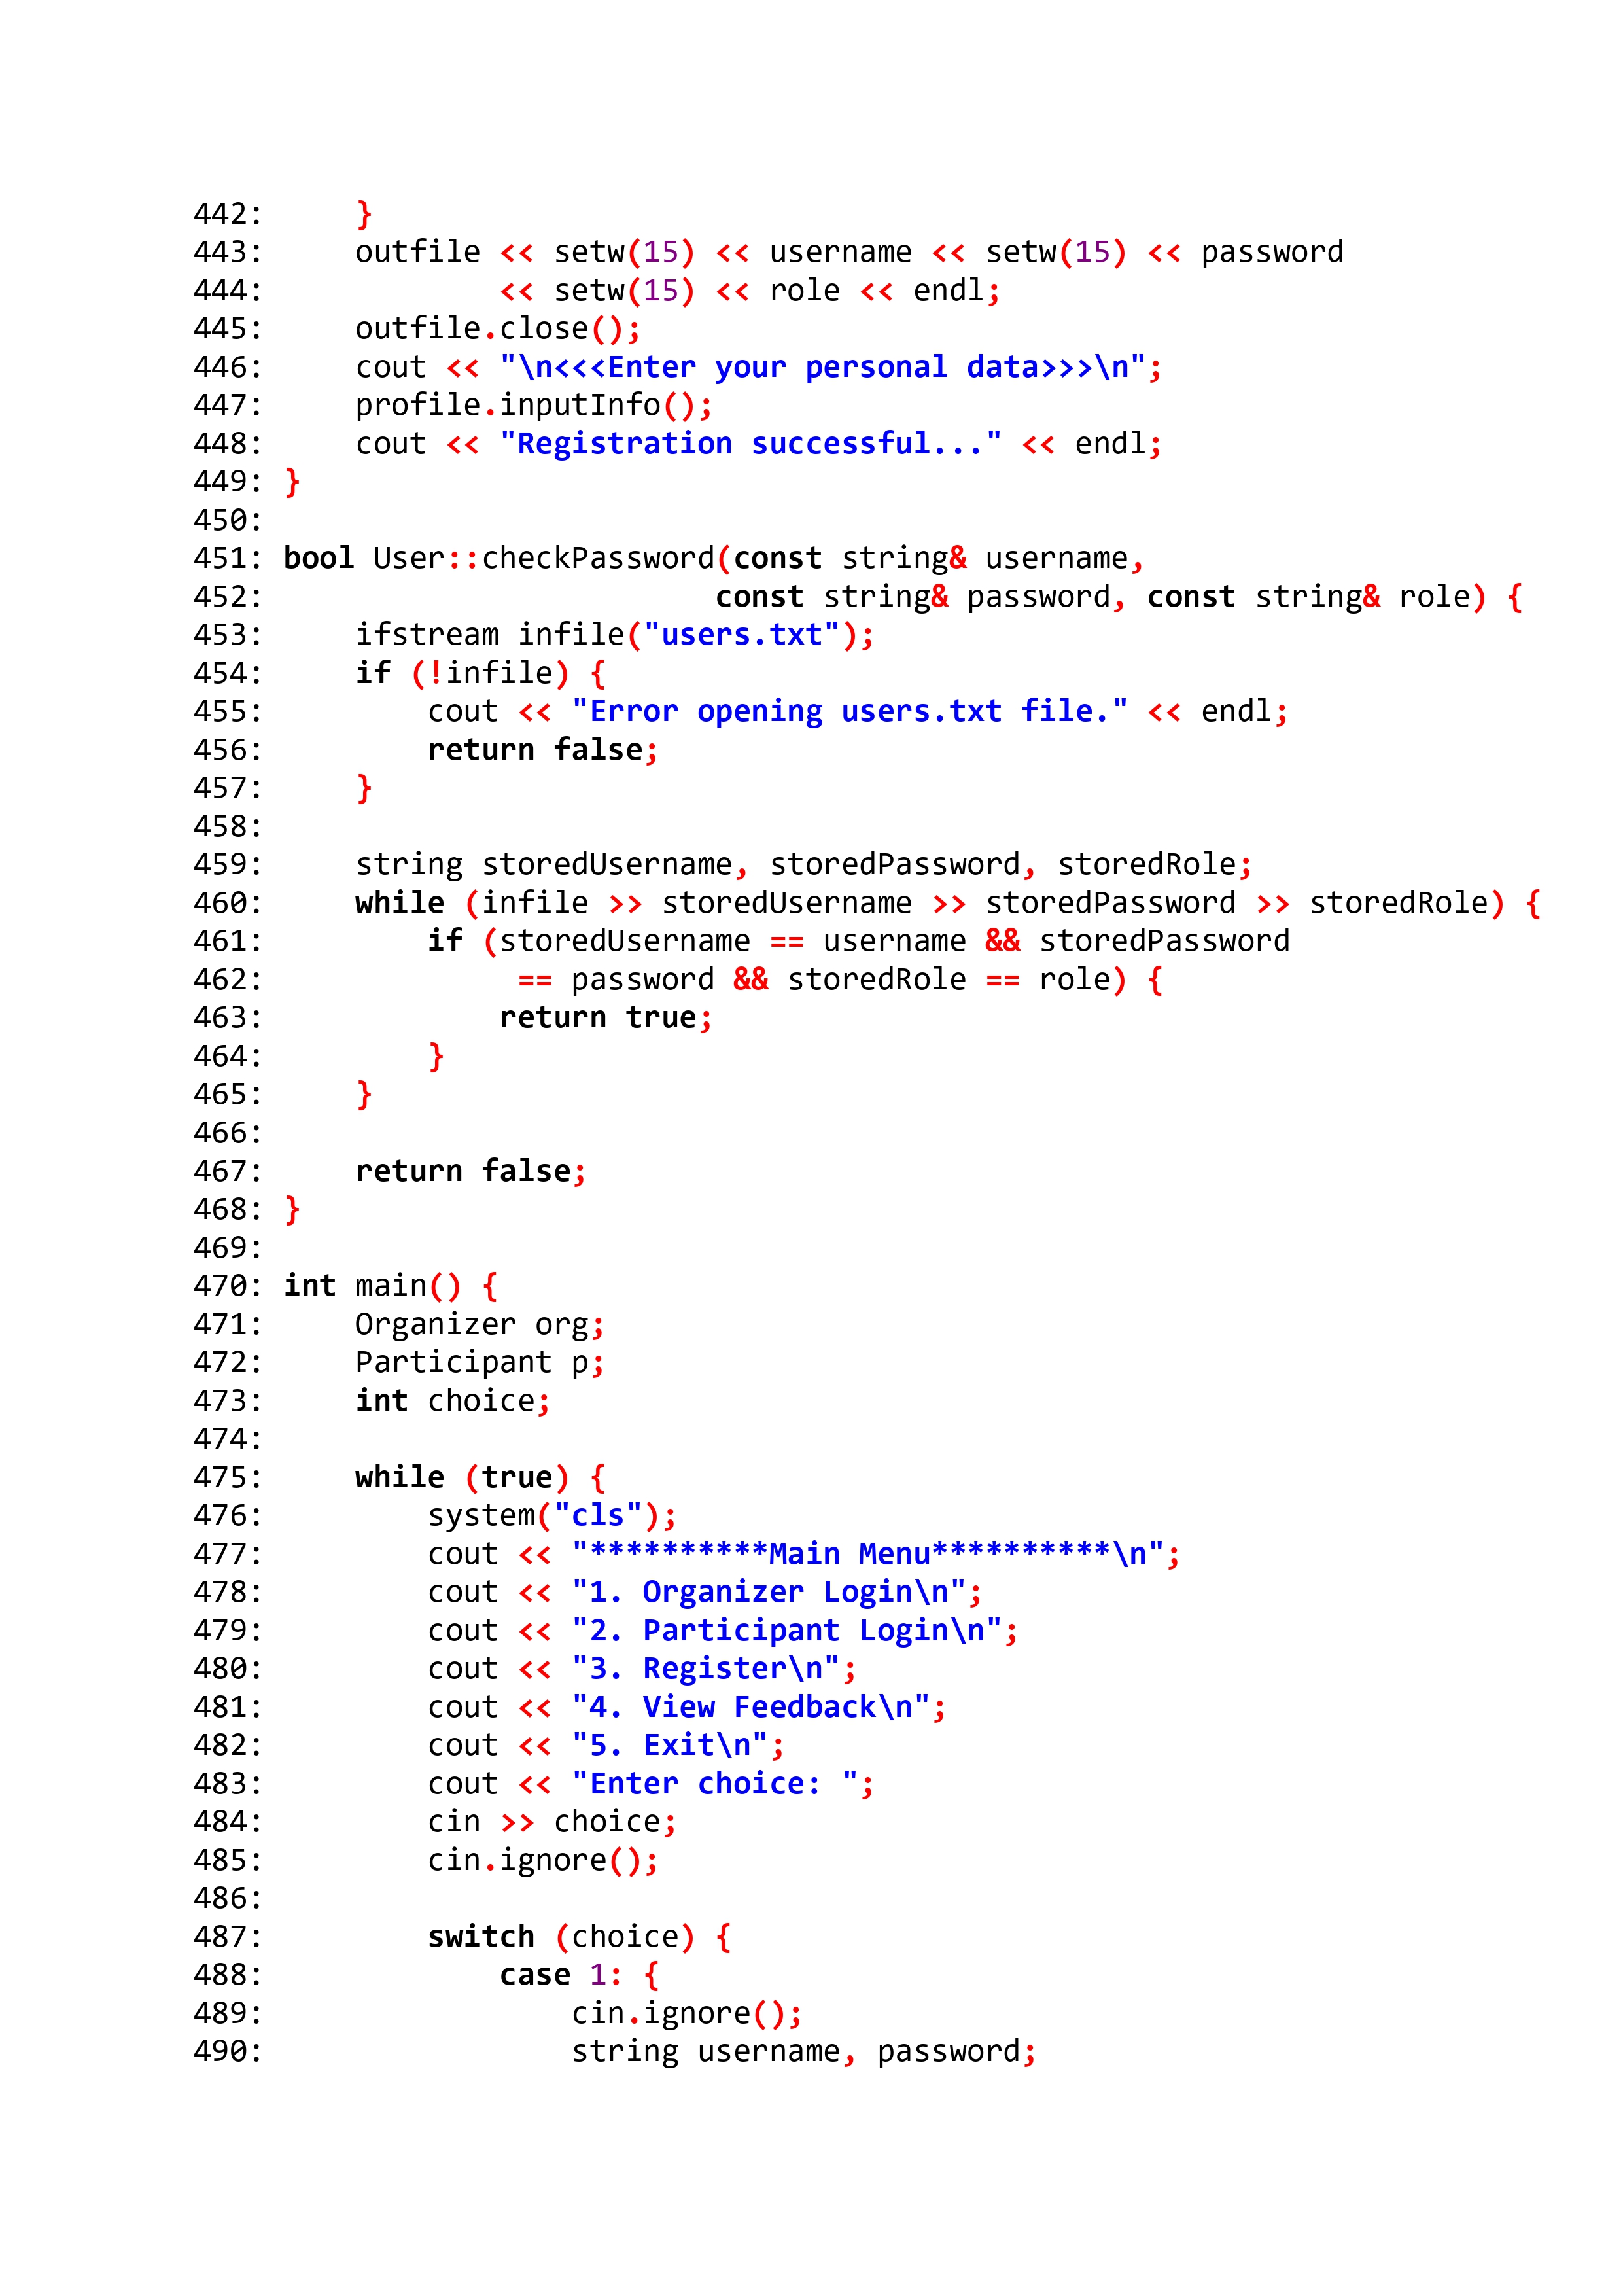 442:     }
443:     outfile << setw(15) << username << setw(15) << password
444:             << setw(15) << role << endl;
445:     outfile.close();
446:     cout << "\n<<<Enter your personal data>>>\n";
447:     profile.inputInfo();
448:     cout << "Registration successful..." << endl;
449: }
450:
451: bool User::checkPassword(const string& username,
452:                         const string& password, const string& role) {
453:     ifstream infile("users.txt");
454:     if (!infile) {
455:         cout << "Error opening users.txt file." << endl;
456:         return false;
457:     }
458:
459:     string storedUsername, storedPassword, storedRole;
460:     while (infile >> storedUsername >> storedPassword >> storedRole) {
461:         if (storedUsername == username && storedPassword
462:              == password && storedRole == role) {
463:             return true;
464:         }
465:     }
466:
467:     return false;
468: }
469:
470: int main() {
471:     Organizer org;
472:     Participant p;
473:     int choice;
474:
475:     while (true) {
476:         system("cls");
477:         cout << "**********Main Menu**********\n";
478:         cout << "1. Organizer Login\n";
479:         cout << "2. Participant Login\n";
480:         cout << "3. Register\n";
481:         cout << "4. View Feedback\n";
482:         cout << "5. Exit\n";
483:         cout << "Enter choice: ";
484:         cin >> choice;
485:         cin.ignore();
486:
487:         switch (choice) {
488:             case 1: {
489:                 cin.ignore();
490:                 string username, password;